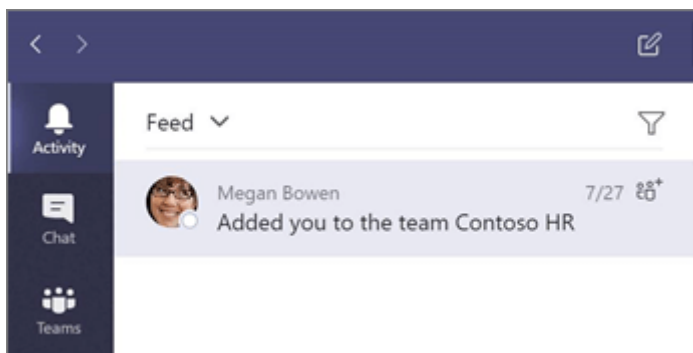 Activity
Feed
Megan Bowen 7/27
Added you to the team Contoso HR
Chat
Teams